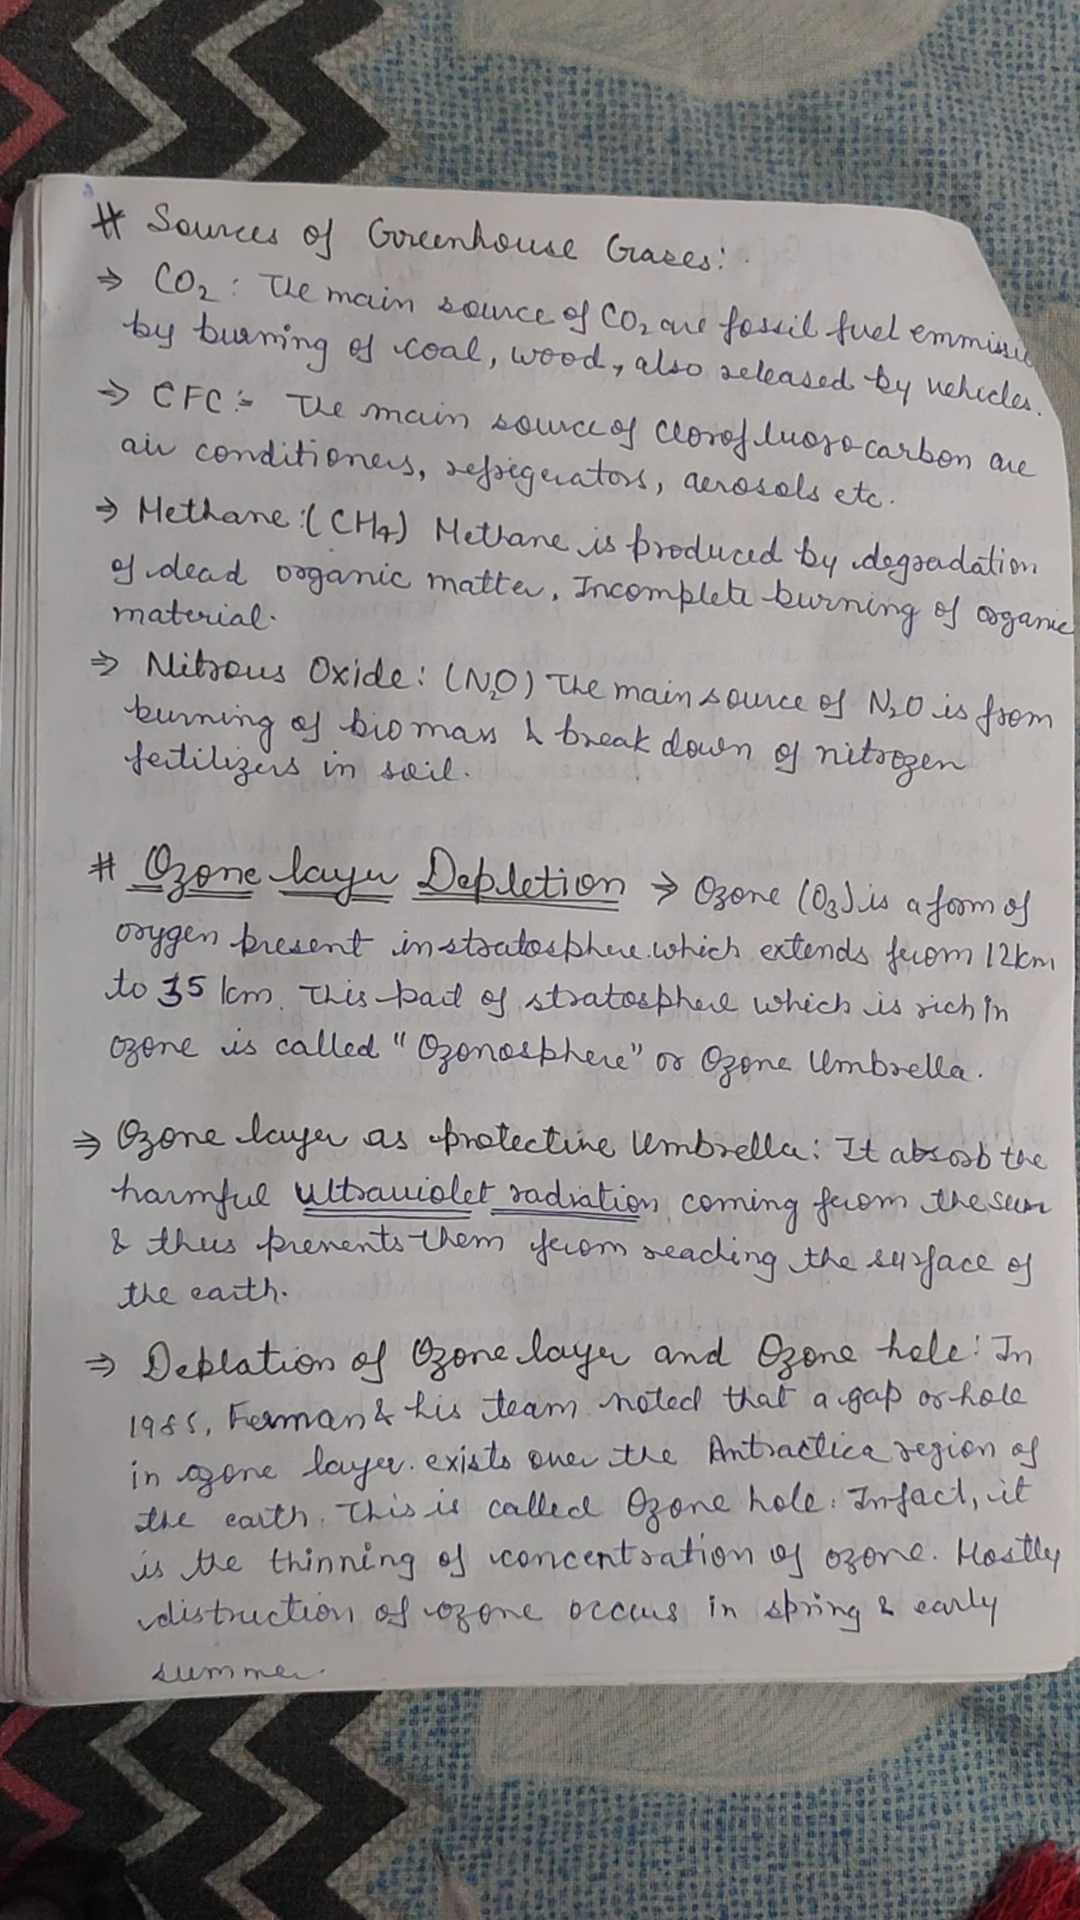 # Sources of Greenhouse Gases:
⇒ CO2 : The main source of CO2 are fossil fuel
by burning of coal, wood, also released by vehicles.
⇒ CFC :- The main source of Clorofluorocarbon are
air conditioners, refrigerators, aerosols etc.
⇒ Methane :( CH4) Methane is produced by degradation
of dead organic matter, Incomplete burning of organic
material.
⇒ Nitrous Oxide : (N2O) The main source of N2O is from
burning of biomass & break down of nitrogen
fertilizers in soil.
# Ozone layer Depletion ⇒ Ozone (O3) is a form of
oxygen present in stratosphere which extends from 12km
to 35 km. This part of stratosphere which is rich in
ozone is called "Ozonosphere" or Ozone Umbrella.
⇒ Ozone layer as protective Umbrella : It absorb the
harmful ultraviolet radiation coming from the sun
& thus prevents them from reaching the surface of
the earth.
⇒ Deplation of Ozone layer and Ozone hole : In
1985, Ferman & his team noted that a gap or hole
in ozone layer exists over the Antractica region of
the earth. This is called Ozone hole. Infact, it
is the thinning of concentration of ozone. Mostly
distruction of ozone occurs in spring & early
summer.